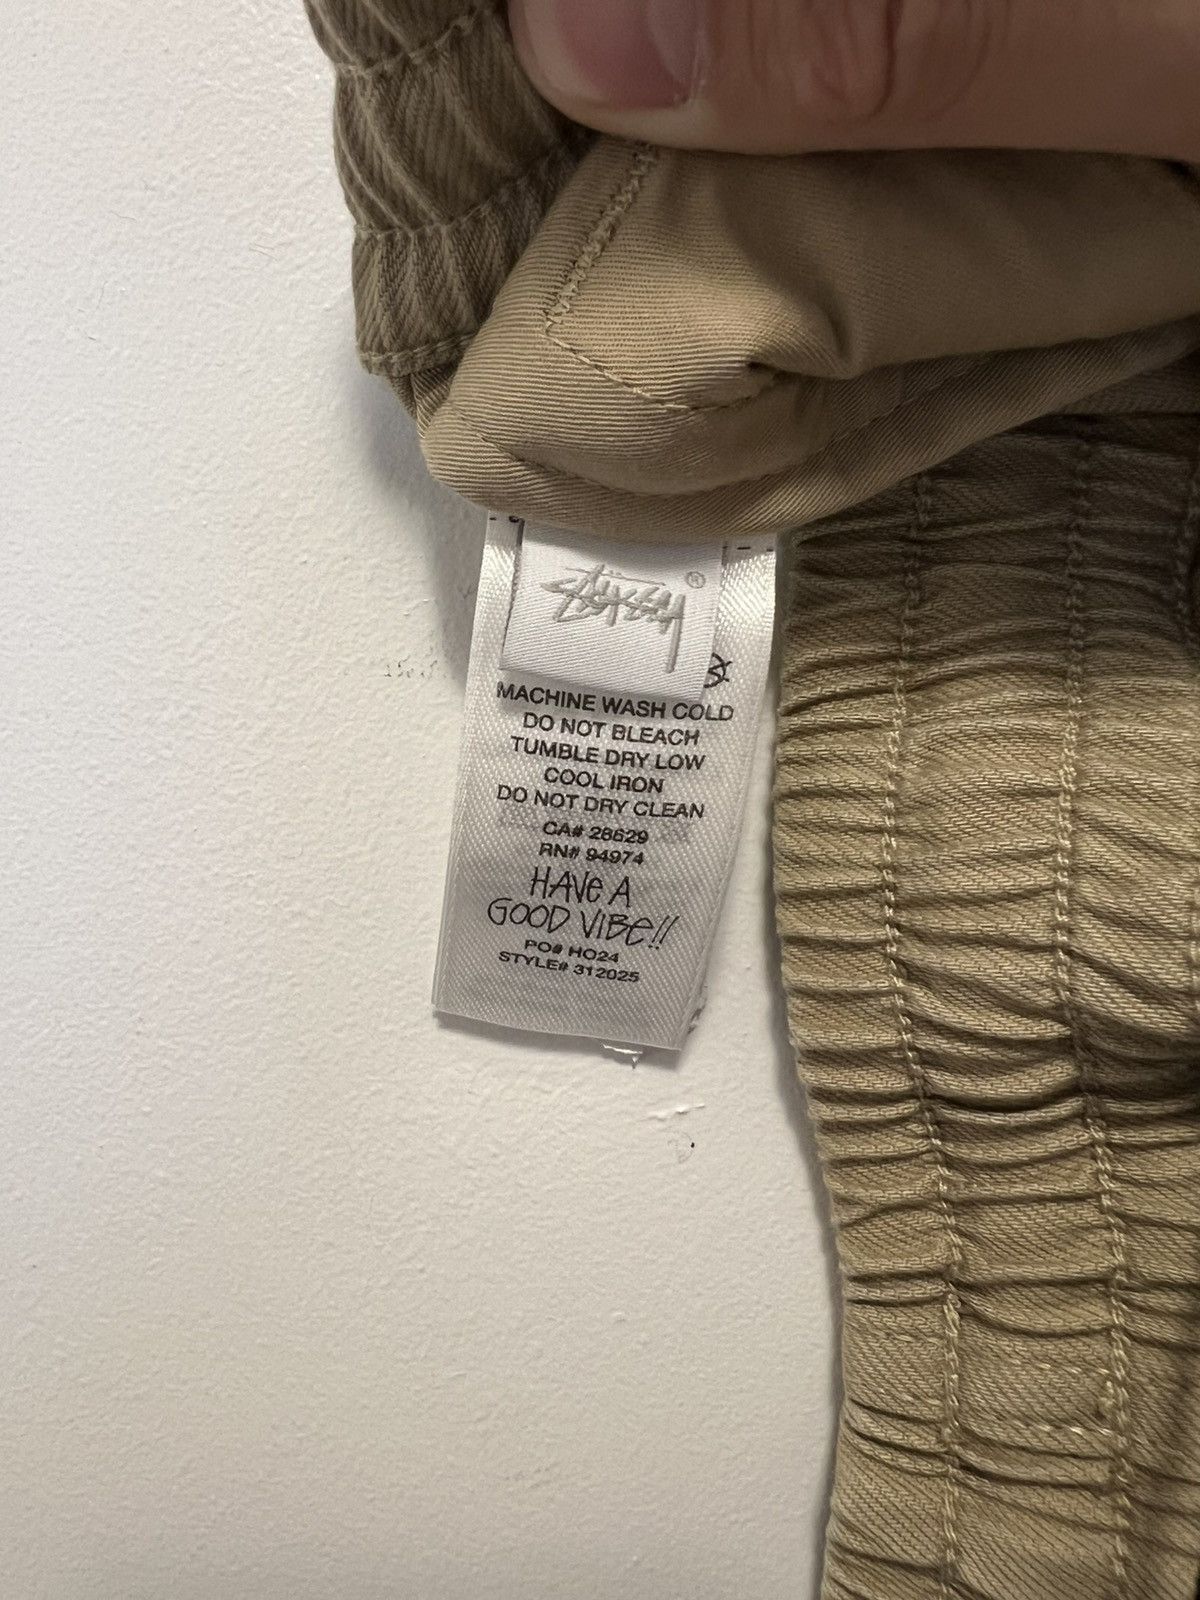 STÜSSY ®
MACHINE WASH COLD
DO NOT BLEACH
TUMBLE DRY LOW
COOL IRON
DO NOT DRY CLEAN
CA# 28629
RN# 94974
HAVe A
GOOD VIBe!!
PO# HO24
STYLE# 312025